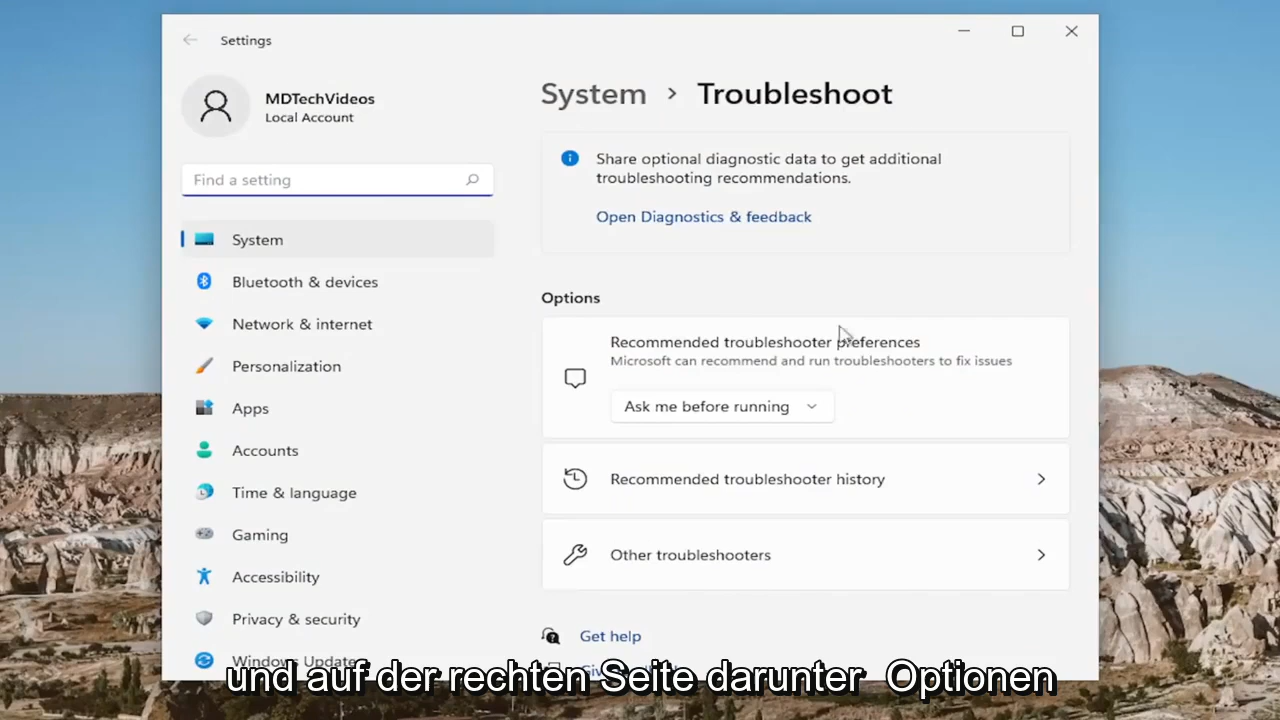 Settings
MDTechVideos
Local Account
Find a setting
System
Bluetooth & devices
Network & internet
Personalization
Apps
Accounts
Time & language
Gaming
Accessibility
Privacy & security
Windows Update
System > Troubleshoot
Share optional diagnostic data to get additional
troubleshooting recommendations.
Open Diagnostics & feedback
Options
Recommended troubleshooter preferences
Microsoft can recommend and run troubleshooters to fix issues
Ask me before running
Recommended troubleshooter history
Other troubleshooters
Get help
und auf der rechten Seite darunter Optionen